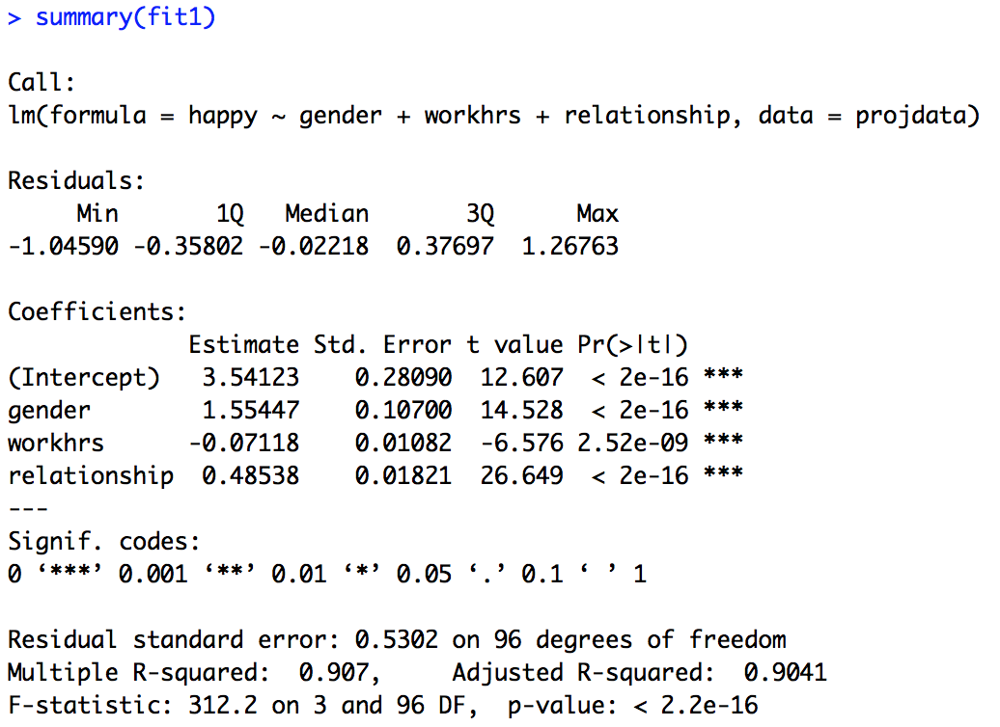 > summary(fit1)
Call:
lm(formula = happy ~ gender + workhrs + relationship, data = projdata)
Residuals:
     Min       1Q   Median       3Q      Max
-1.04590 -0.35802 -0.02218  0.37697  1.26763
Coefficients:
             Estimate Std. Error t value Pr(>|t|)
(Intercept)   3.54123    0.28090  12.607  < 2e-16 ***
gender        1.55447    0.10700  14.528  < 2e-16 ***
workhrs      -0.07118    0.01082  -6.576 2.52e-09 ***
relationship  0.48538    0.01821  26.649  < 2e-16 ***
---
Signif. codes:
0 ‘***’ 0.001 ‘**’ 0.01 ‘*’ 0.05 ‘.’ 0.1 ‘ ’ 1
Residual standard error: 0.5302 on 96 degrees of freedom
Multiple R-squared:  0.907,	Adjusted R-squared:  0.9041
F-statistic: 312.2 on 3 and 96 DF,  p-value: < 2.2e-16